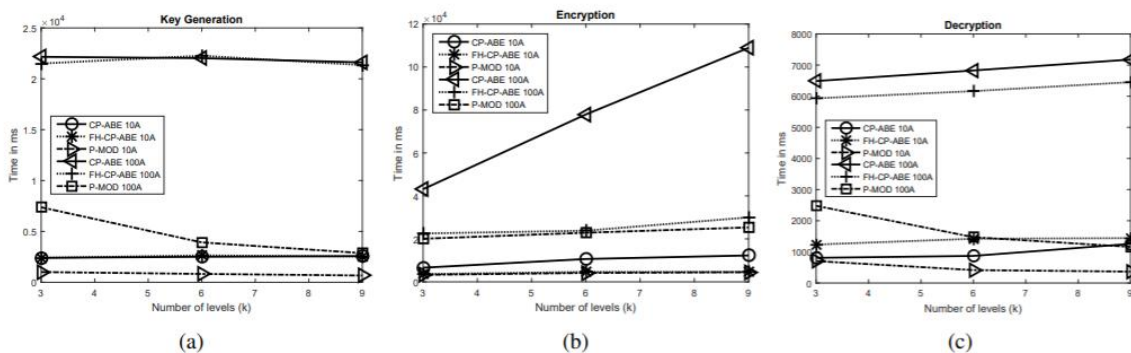 Key Generation
×10⁴
2.5
2
1.5
1
0.5
0
Time in ms
CP-ABE 10A
FH-CP-ABE 10A
P-MOD 10A
CP-ABE 100A
FH-CP-ABE 100A
P-MOD 100A
3 4 5 6 7 8 9
Number of levels (k)
(a)
Encryption
×10⁴
12
10
8
6
4
2
0
Time in ms
CP-ABE 10A
FH-CP-ABE 10A
P-MOD 10A
CP-ABE 100A
FH-CP-ABE 100A
P-MOD 100A
3 4 5 6 7 8 9
Number of levels (k)
(b)
Decryption
8000
7000
6000
5000
4000
3000
2000
1000
0
Time in ms
CP-ABE 10A
FH-CP-ABE 10A
P-MOD 10A
CP-ABE 100A
FH-CP-ABE 100A
P-MOD 100A
3 4 5 6 7 8 9
Number of levels (k)
(c)